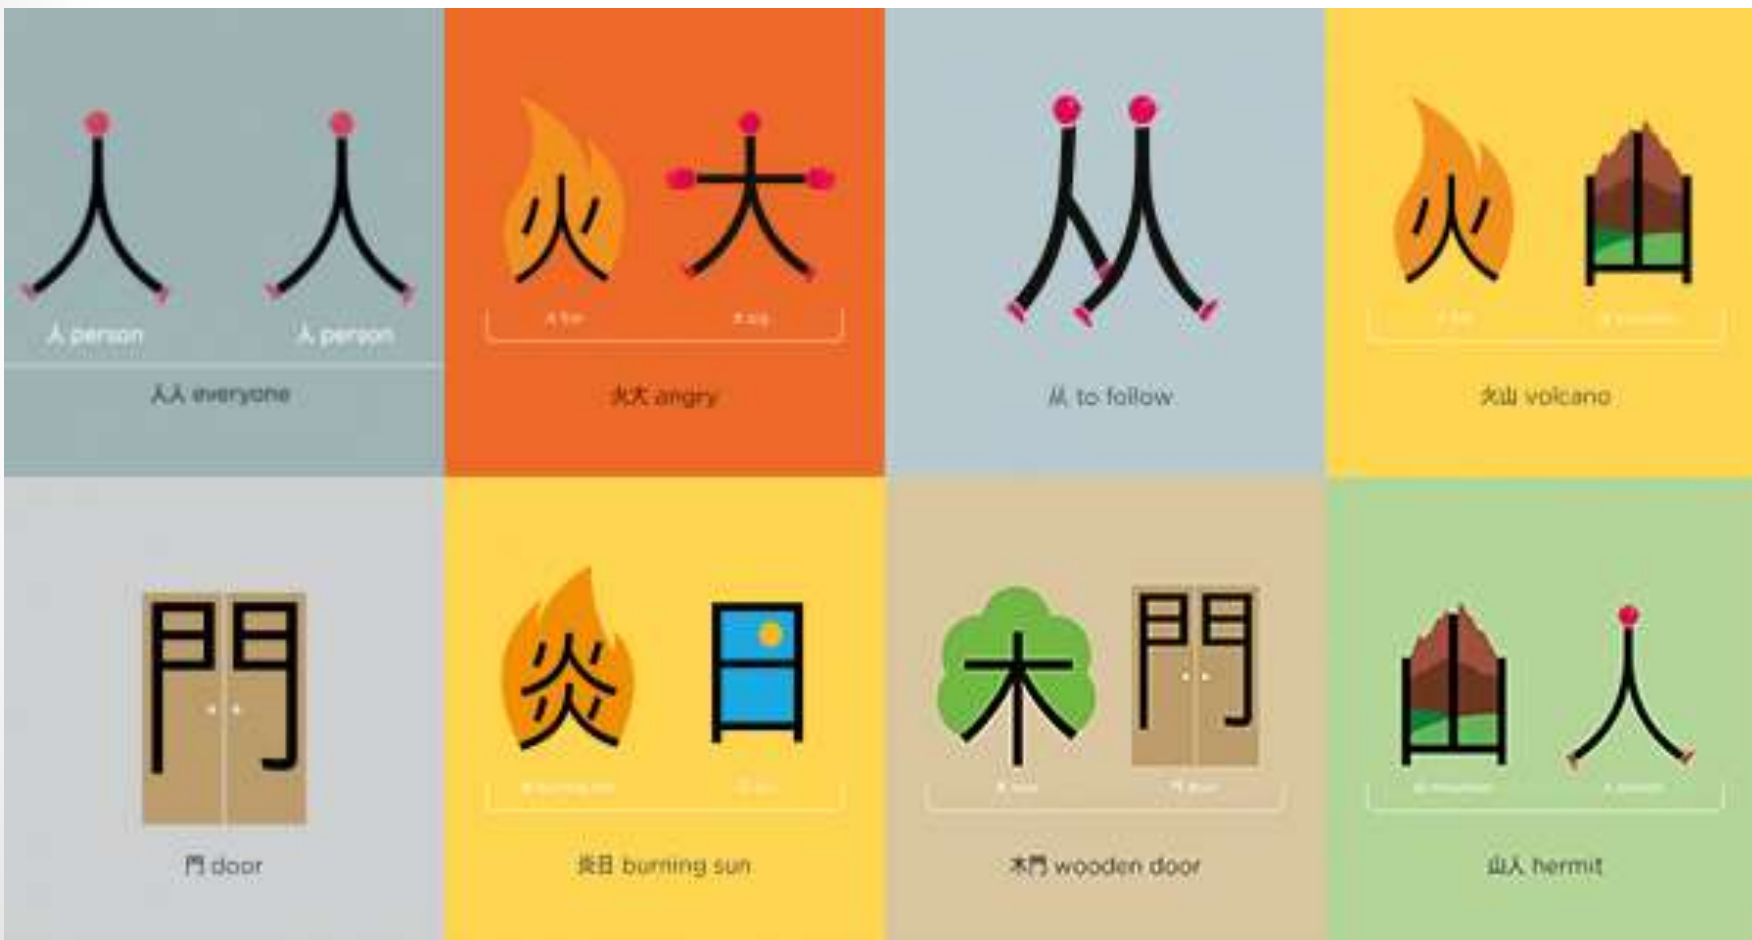 人 人
人 person 人 person
人人 everyone
火 大
火大 angry
从
从 to follow
火 山
火山 volcano
門
門 door
炎 日
炎日 burning sun
木 門
木門 wooden door
山 人
山人 hermit